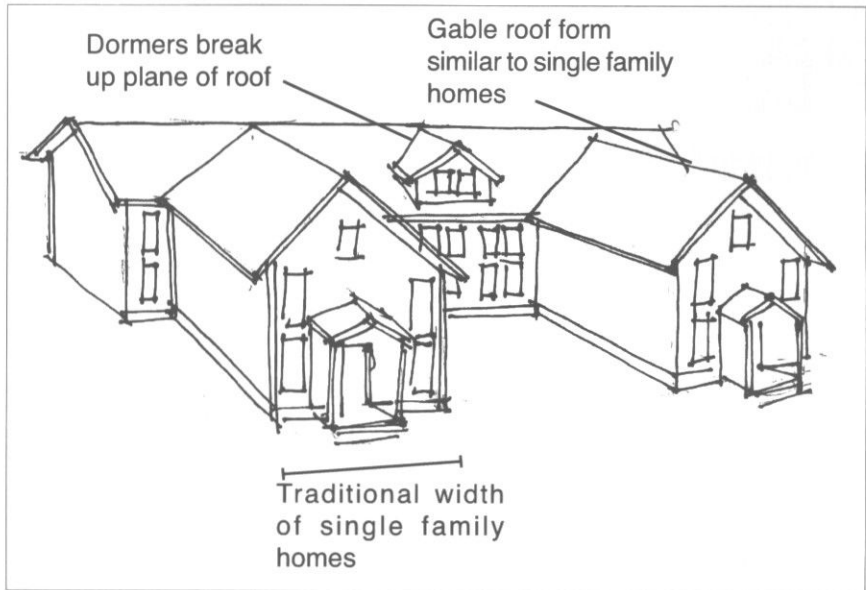 Dormers break
up plane of roof
Gable roof form
similar to single family
homes
Traditional width
of single family
homes